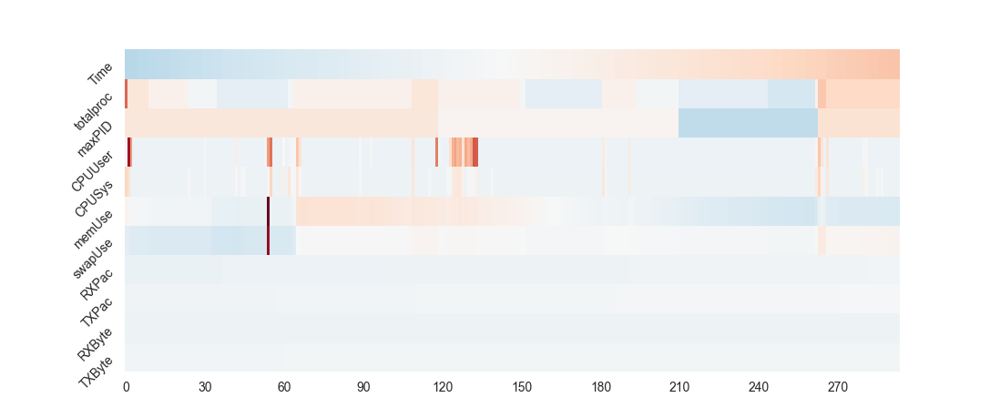 Time
totalproc
maxPID
CPUUser
CPUSys
memUse
swapUse
RXPac
TXPac
RXByte
TXByte
0 30 60 90 120 150 180 210 240 270